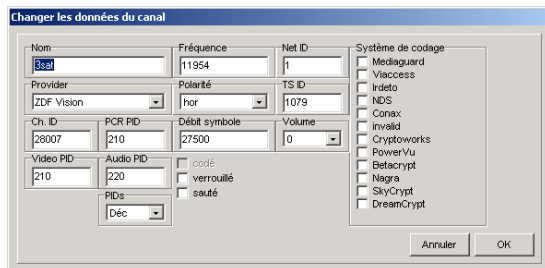 Changer les données du canal
Nom
3sat
Fréquence
11954
Net ID
1
Système de codage
Mediaguard
Viaccess
Irdeto
NDS
Conax
invalid
Cryptoworks
PowerVu
Betacrypt
Nagra
SkyCrypt
DreamCrypt
Provider
ZDF Vision
Polarité
hor
TS ID
1079
Ch. ID
28007
PCR PID
210
Débit symbole
27500
Volume
0
Video PID
210
Audio PID
220
codé
verrouillé
sauté
PIDs
Déc
Annuler
OK